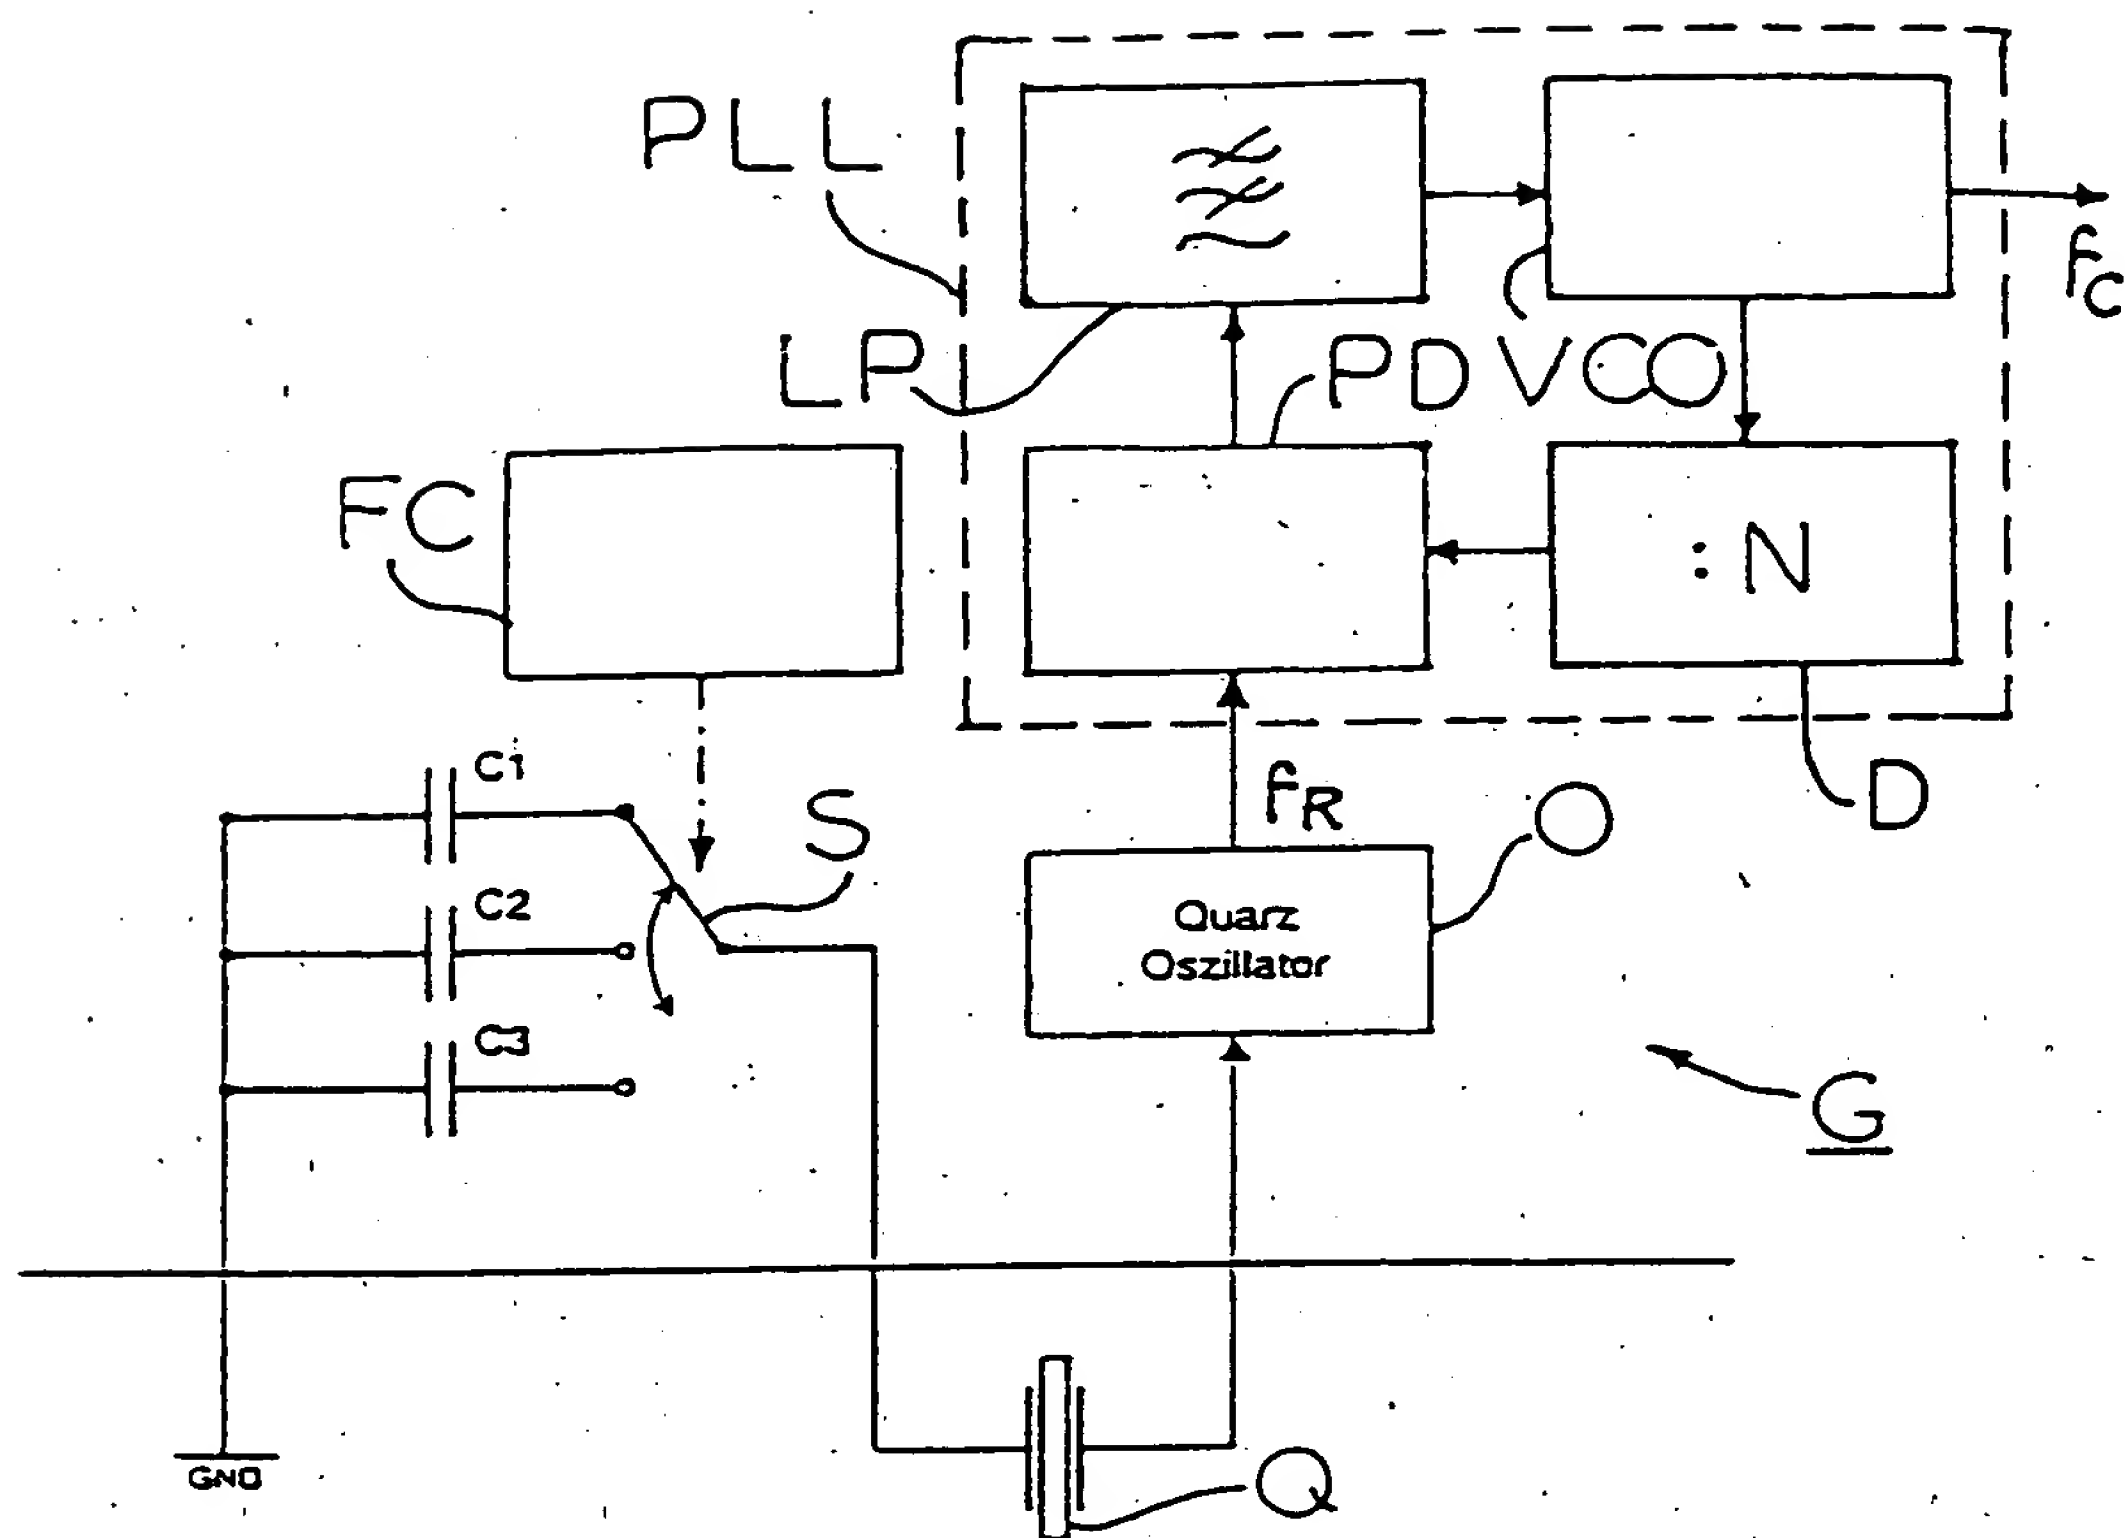 PLL
fC
LP
PD
VCO
FC
:N
C1
S
fR
O
D
C2
Quarz
Oszillator
C3
G
GND
Q